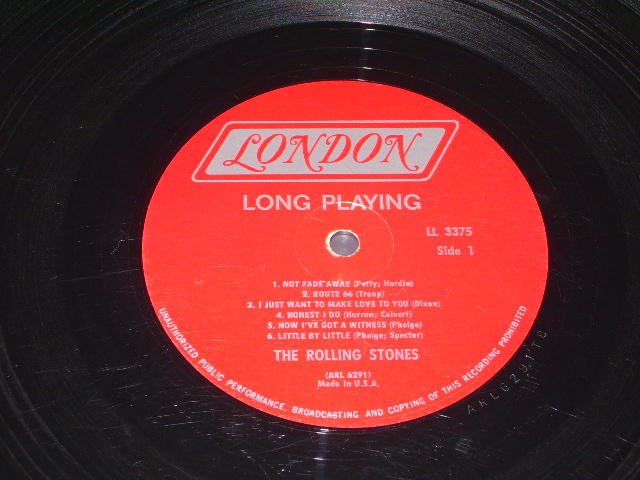 LONDON
LONG PLAYING
LL 3375
Side 1
1. NOT FADE AWAY (Petty; Hardin)
2. ROUTE 66 (Troup)
3. I JUST WANT TO MAKE LOVE TO YOU (Dixon)
4. HONEST I DO (Hurron; Calvert)
5. NOW I'VE GOT A WITNESS (Phelge)
6. LITTLE BY LITTLE (Phelge; Spector)
THE ROLLING STONES
(ARL 6291)
Made In U.S.A.
UNAUTHORIZED PUBLIC PERFORMANCE, BROADCASTING AND COPYING OF THIS RECORDING PROHIBITED